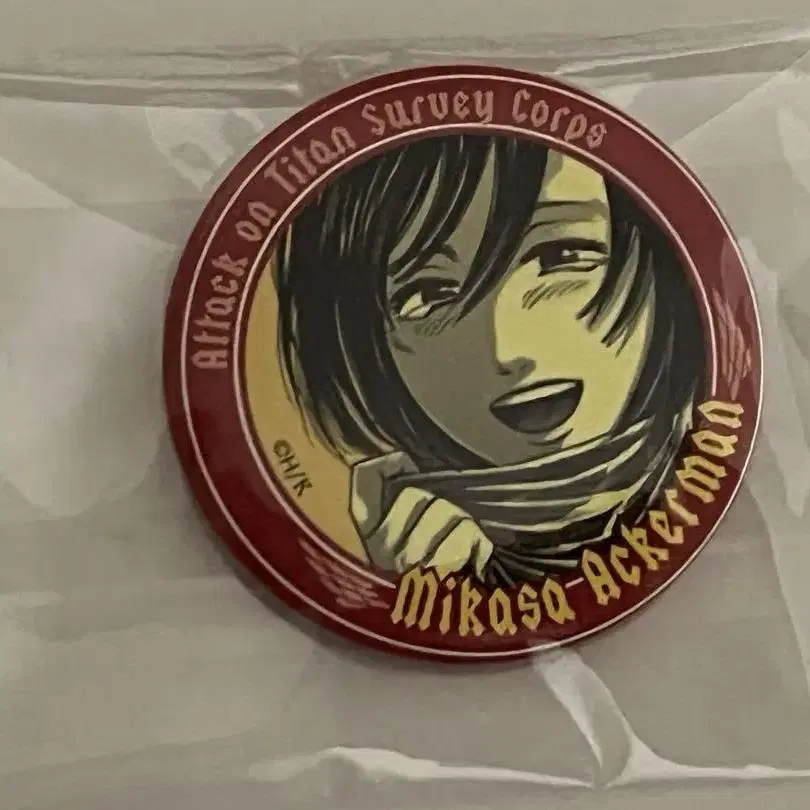 Attack on Titan Survey Corps
©H/K
Mikasa Ackerman